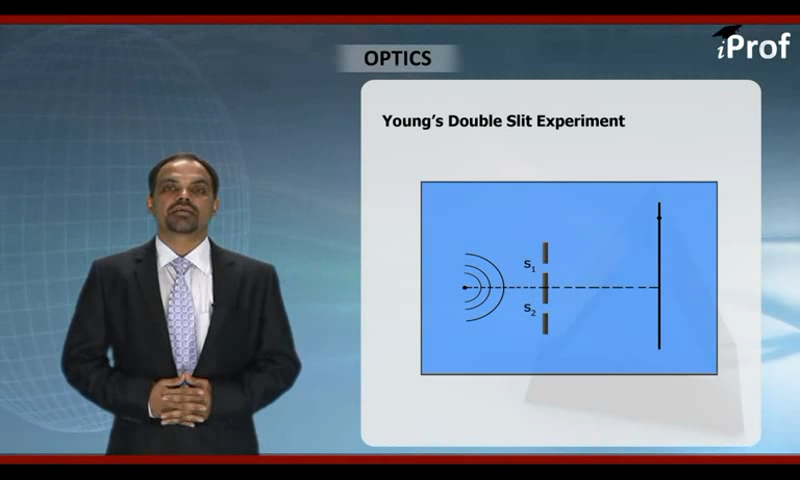 iProf
OPTICS
Young's Double Slit Experiment
S1
S2